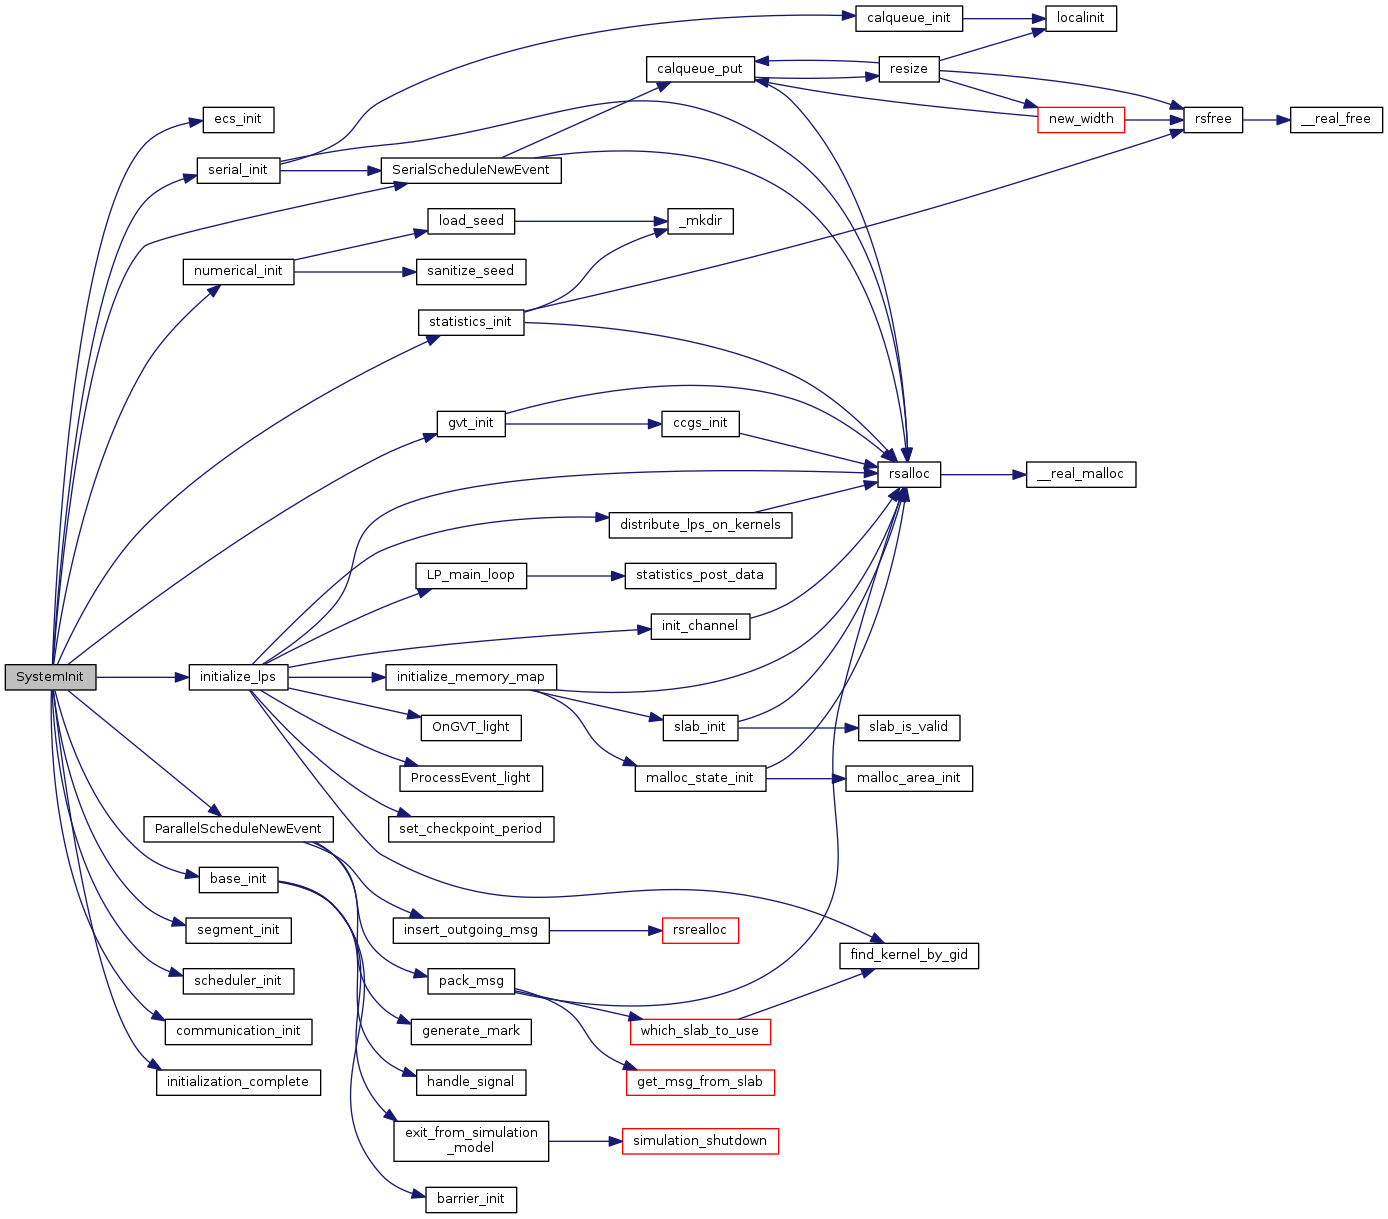 calqueue_init
localinit
calqueue_put
resize
ecs_init
new_width
rsfree
__real_free
serial_init
SerialScheduleNewEvent
load_seed
_mkdir
numerical_init
sanitize_seed
statistics_init
gvt_init
ccgs_init
rsalloc
__real_malloc
distribute_lps_on_kernels
LP_main_loop
statistics_post_data
init_channel
SystemInit
initialize_lps
initialize_memory_map
OnGVT_light
slab_init
slab_is_valid
ProcessEvent_light
malloc_state_init
malloc_area_init
ParallelScheduleNewEvent
set_checkpoint_period
base_init
segment_init
insert_outgoing_msg
rsrealloc
find_kernel_by_gid
scheduler_init
pack_msg
communication_init
generate_mark
which_slab_to_use
initialization_complete
handle_signal
get_msg_from_slab
exit_from_simulation
_model
simulation_shutdown
barrier_init